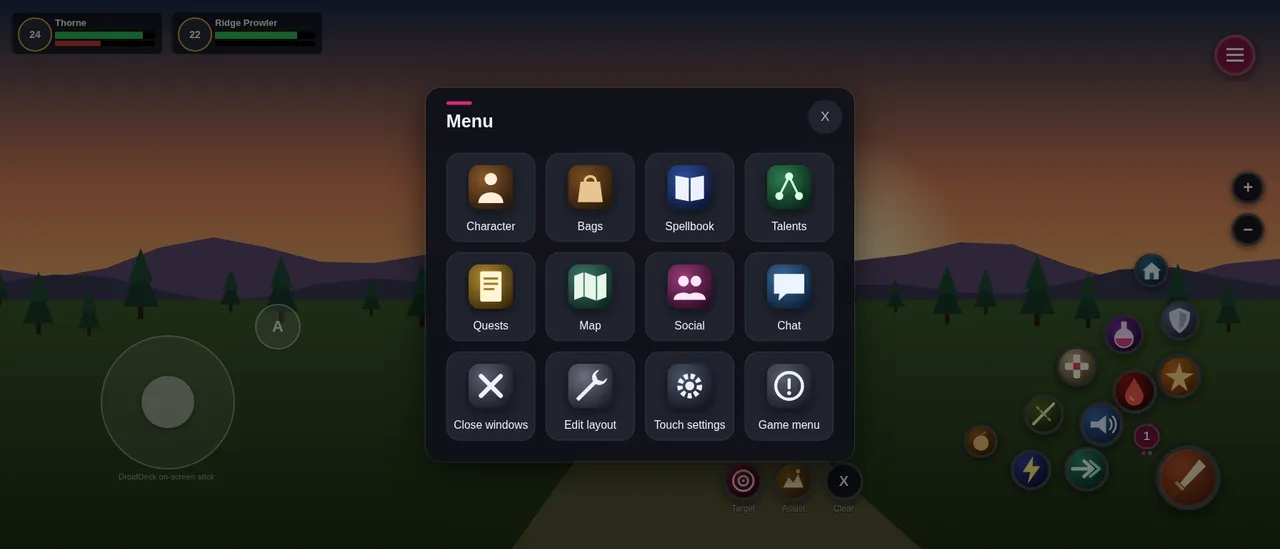 Thorne
24
Ridge Prowler
22
Menu
X
Character
Bags
Spellbook
Talents
Quests
Map
Social
Chat
Close windows
Edit layout
Touch settings
Game menu
+
−
A
DroidDeck on-screen stick
1
X
Target
Assist
Clear